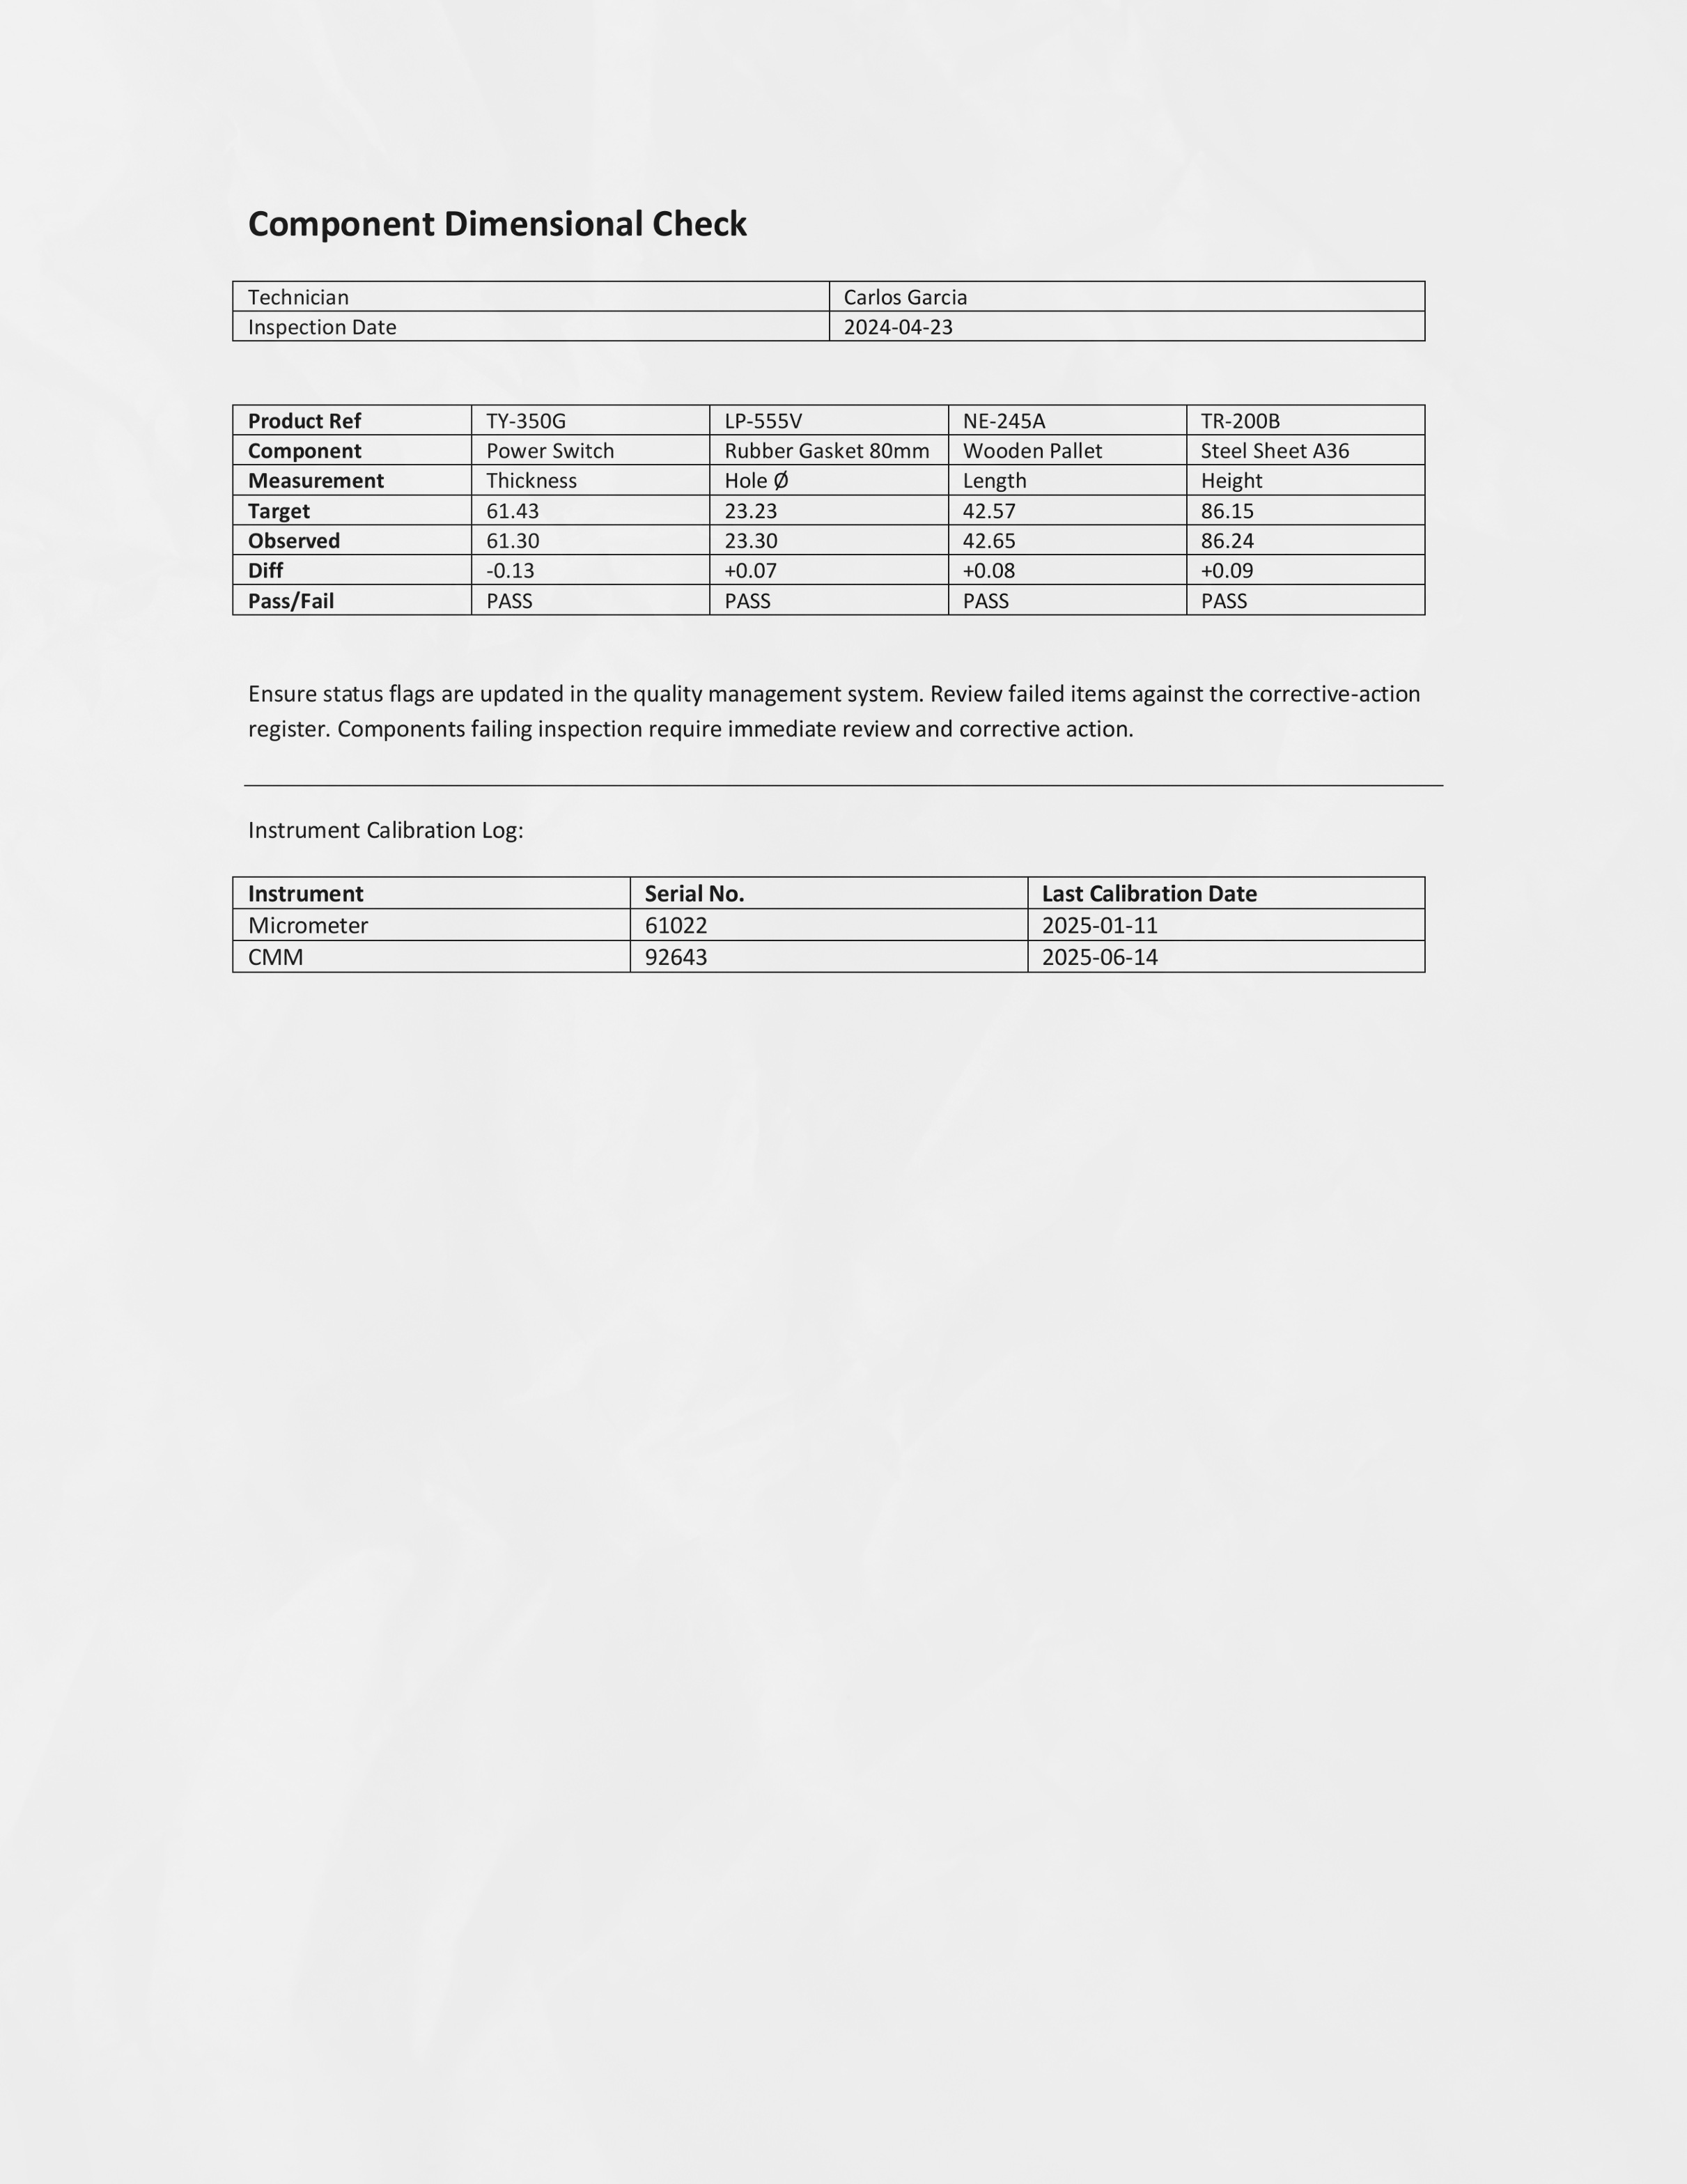 Component Dimensional Check
Technician Carlos Garcia
Inspection Date 2024-04-23
Product Ref TY-350G LP-555V NE-245A TR-200B
Component Power Switch Rubber Gasket 80mm Wooden Pallet Steel Sheet A36
Measurement Thickness Hole Ø Length Height
Target 61.43 23.23 42.57 86.15
Observed 61.30 23.30 42.65 86.24
Diff -0.13 +0.07 +0.08 +0.09
Pass/Fail PASS PASS PASS PASS
Ensure status flags are updated in the quality management system. Review failed items against the corrective-action
register. Components failing inspection require immediate review and corrective action.
Instrument Calibration Log:
Instrument Serial No. Last Calibration Date
Micrometer 61022 2025-01-11
CMM 92643 2025-06-14